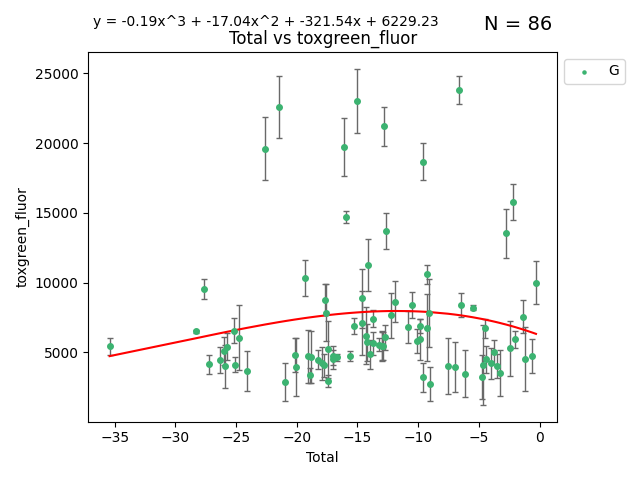 y = -0.19x^3 + -17.04x^2 + -321.54x + 6229.23
N = 86
Total vs toxgreen_fluor
G
25000
20000
15000
10000
5000
toxgreen_fluor
−35 −30 −25 −20 −15 −10 −5 0
Total